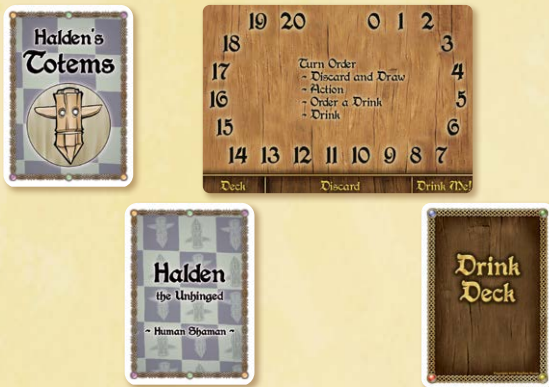 Halden's
Totems
19 20 0 1 2
18 3
17 4
16 5
15 6
14 13 12 11 10 9 8 7
Turn Order
~ Discard and Draw
~ Action
~ Order a Drink
~ Drink
Deck Discard Drink Me!
Halden
the Unhinged
~ Human Shaman ~
Drink
Deck